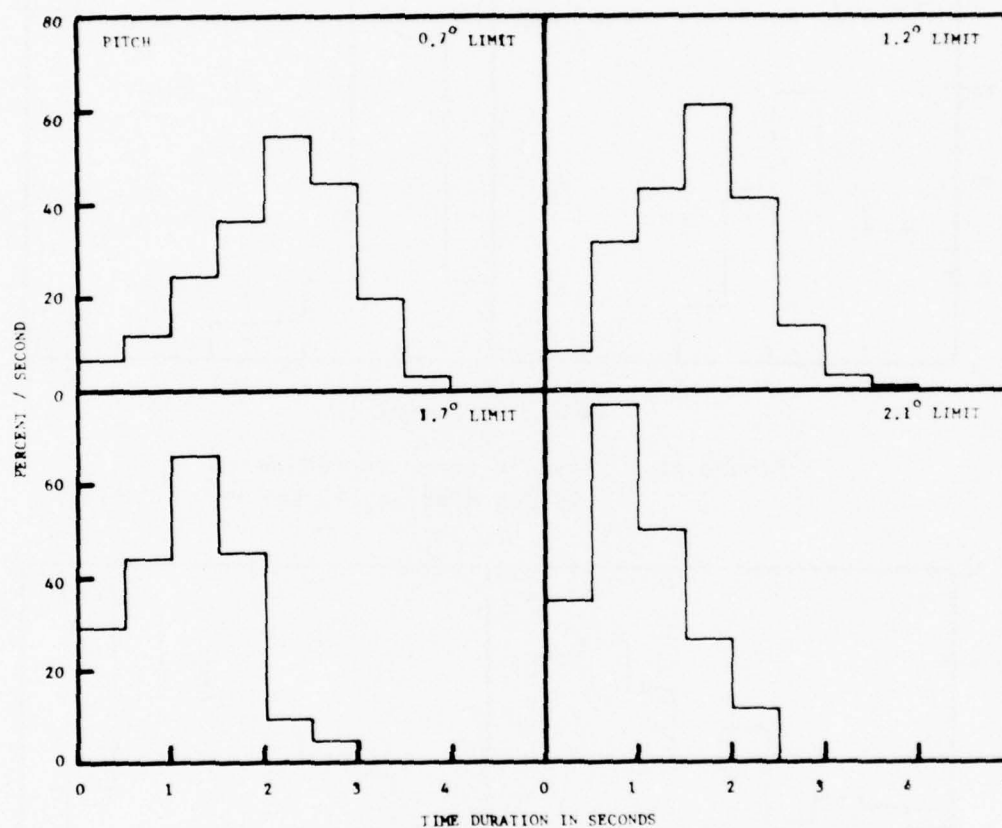 80
PITCH
0.7° LIMIT
1.2° LIMIT
60
40
20
0
1.7° LIMIT
2.1° LIMIT
PERCENT / SECOND
60
40
20
0
0 1 2 3 4 0 1 2 3 4
TIME DURATION IN SECONDS